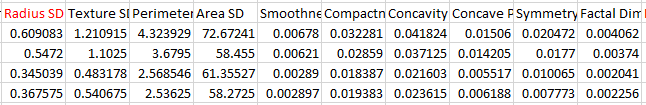 Radius SD Texture SD Perimeter Area SD Smoothne Compactn Concavity Concave P Symmetry Factal Dim
0.609083 1.210915 4.323929 72.67241 0.00678 0.032281 0.041824 0.01506 0.020472 0.004062
0.5472 1.1025 3.6795 58.455 0.00621 0.02859 0.037125 0.014205 0.0177 0.00374
0.345039 0.483178 2.568546 61.35527 0.00289 0.018387 0.021603 0.005517 0.010065 0.002041
0.367575 0.540675 2.53625 58.2725 0.002897 0.019383 0.023615 0.006188 0.007773 0.002256